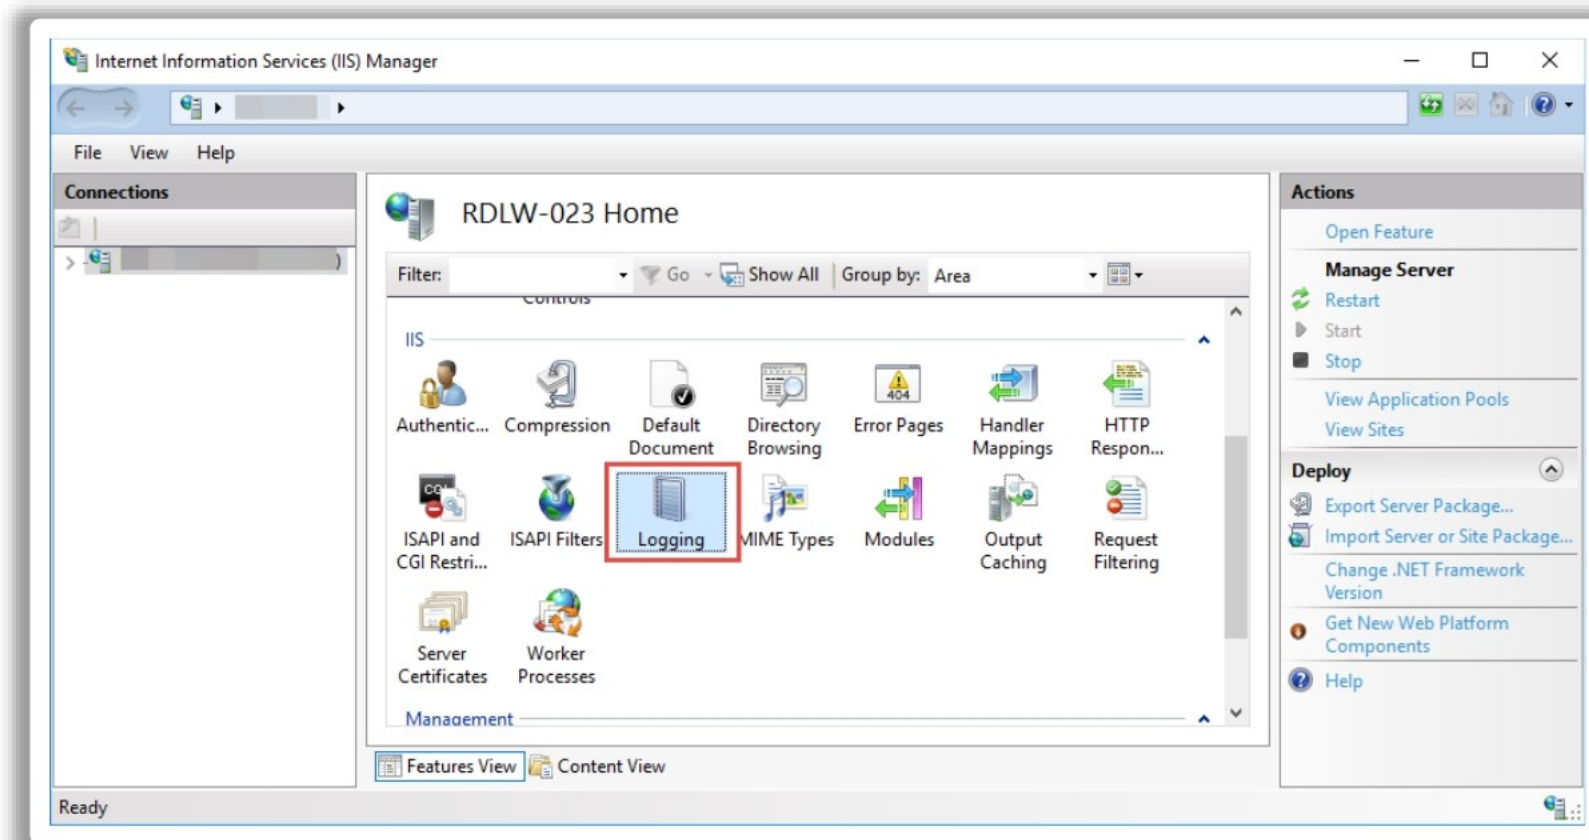 Internet Information Services (IIS) Manager
File View Help
Connections
)
RDLW-023 Home
Filter: Go Show All Group by: Area
Controls
IIS
Authentic... Compression Default Document Directory Browsing Error Pages Handler Mappings HTTP Respon...
CGI 404
ISAPI and CGI Restri... ISAPI Filters Logging MIME Types Modules Output Caching Request Filtering
Server Certificates Worker Processes
Management
Features View Content View
Actions
Open Feature
Manage Server
Restart
Start
Stop
View Application Pools
View Sites
Deploy
Export Server Package...
Import Server or Site Package...
Change .NET Framework
Version
Get New Web Platform
Components
Help
Ready